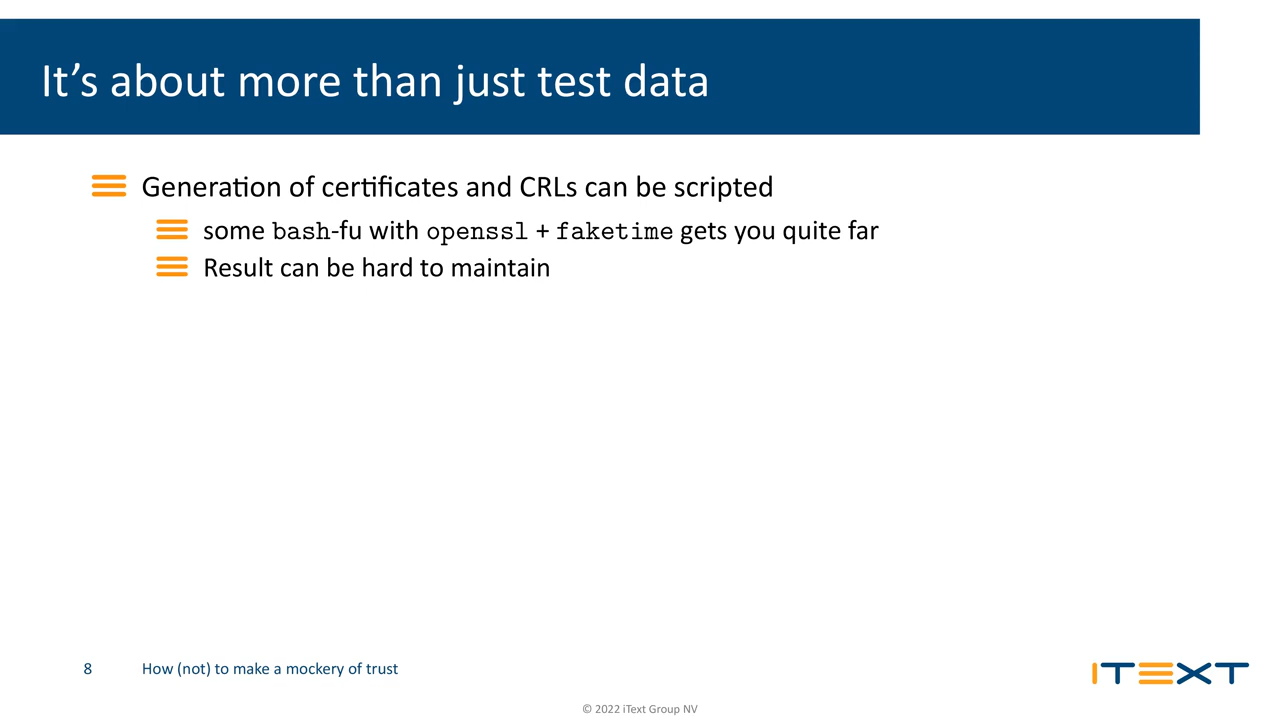 It’s about more than just test data
Generation of certificates and CRLs can be scripted
some bash-fu with openssl + faketime gets you quite far
Result can be hard to maintain
8 How (not) to make a mockery of trust
iTEXT
© 2022 iText Group NV